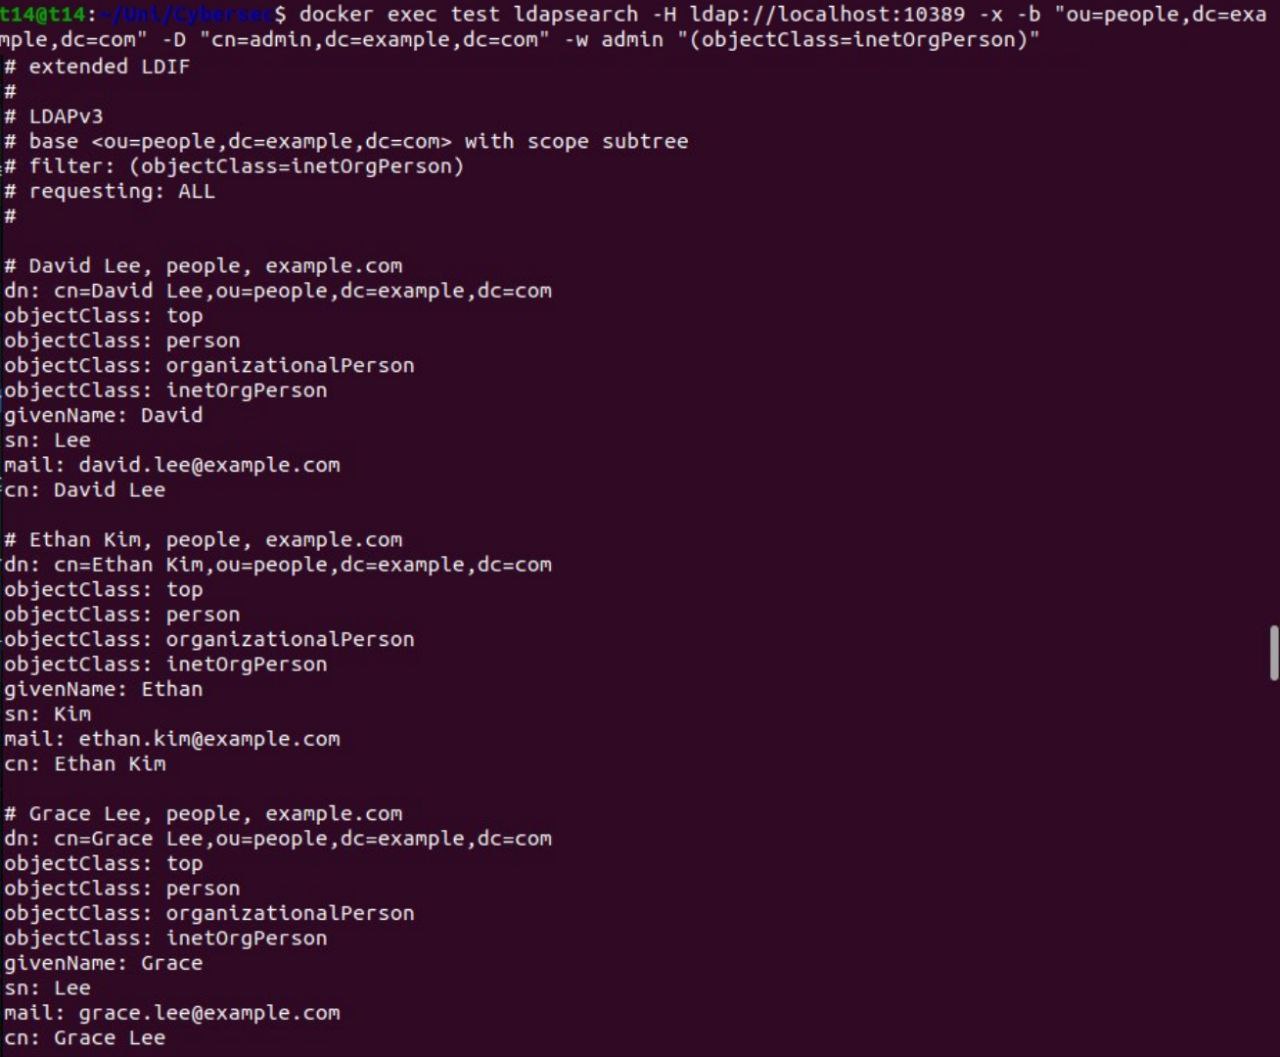 t14@t14:~/Uni/Cybersec$ docker exec test ldapsearch -H ldap://localhost:10389 -x -b "ou=people,dc=exa
mple,dc=com" -D "cn=admin,dc=example,dc=com" -w admin "(objectClass=inetOrgPerson)"
# extended LDIF
#
# LDAPv3
# base <ou=people,dc=example,dc=com> with scope subtree
# filter: (objectClass=inetOrgPerson)
# requesting: ALL
#
# David Lee, people, example.com
dn: cn=David Lee,ou=people,dc=example,dc=com
objectClass: top
objectClass: person
objectClass: organizationalPerson
objectClass: inetOrgPerson
givenName: David
sn: Lee
mail: david.lee@example.com
cn: David Lee
# Ethan Kim, people, example.com
dn: cn=Ethan Kim,ou=people,dc=example,dc=com
objectClass: top
objectClass: person
objectClass: organizationalPerson
objectClass: inetOrgPerson
givenName: Ethan
sn: Kim
mail: ethan.kim@example.com
cn: Ethan Kim
# Grace Lee, people, example.com
dn: cn=Grace Lee,ou=people,dc=example,dc=com
objectClass: top
objectClass: person
objectClass: organizationalPerson
objectClass: inetOrgPerson
givenName: Grace
sn: Lee
mail: grace.lee@example.com
cn: Grace Lee